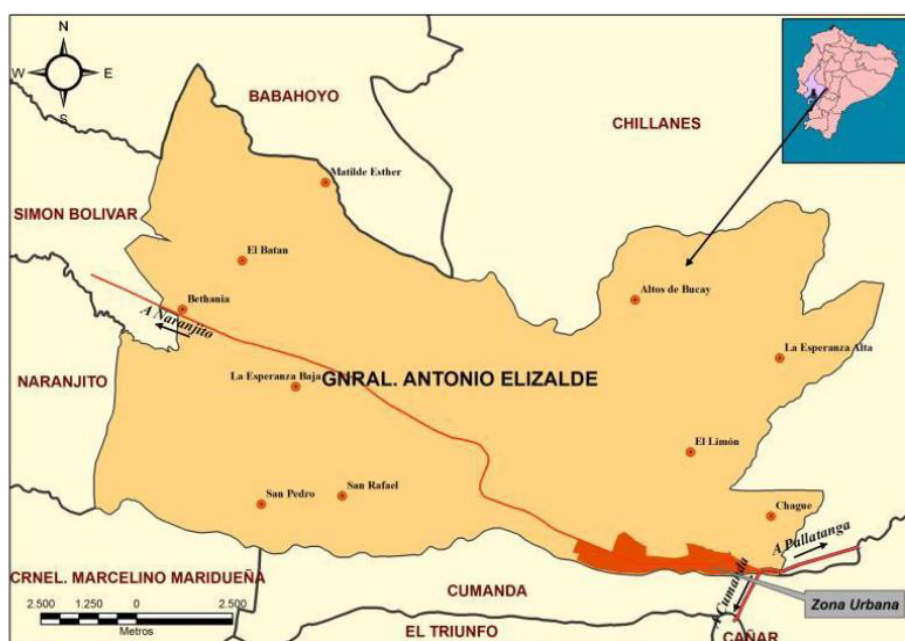 N
W E
S
BABAHOYO
CHILLANES
Matilde Esther
SIMON BOLIVAR
El Batan
Altos de Bucay
Bethania
A Naranjito
La Esperanza Alta
NARANJITO
La Esperanza Baja
GNRAL. ANTONIO ELIZALDE
El Limón
San Pedro
San Rafael
Chague
A Pallatanga
CRNEL. MARCELINO MARIDUEÑA
CUMANDA
A Cumanda
Zona Urbana
2.500 1.250 0 2.500
Metros
EL TRIUNFO
CAÑAR